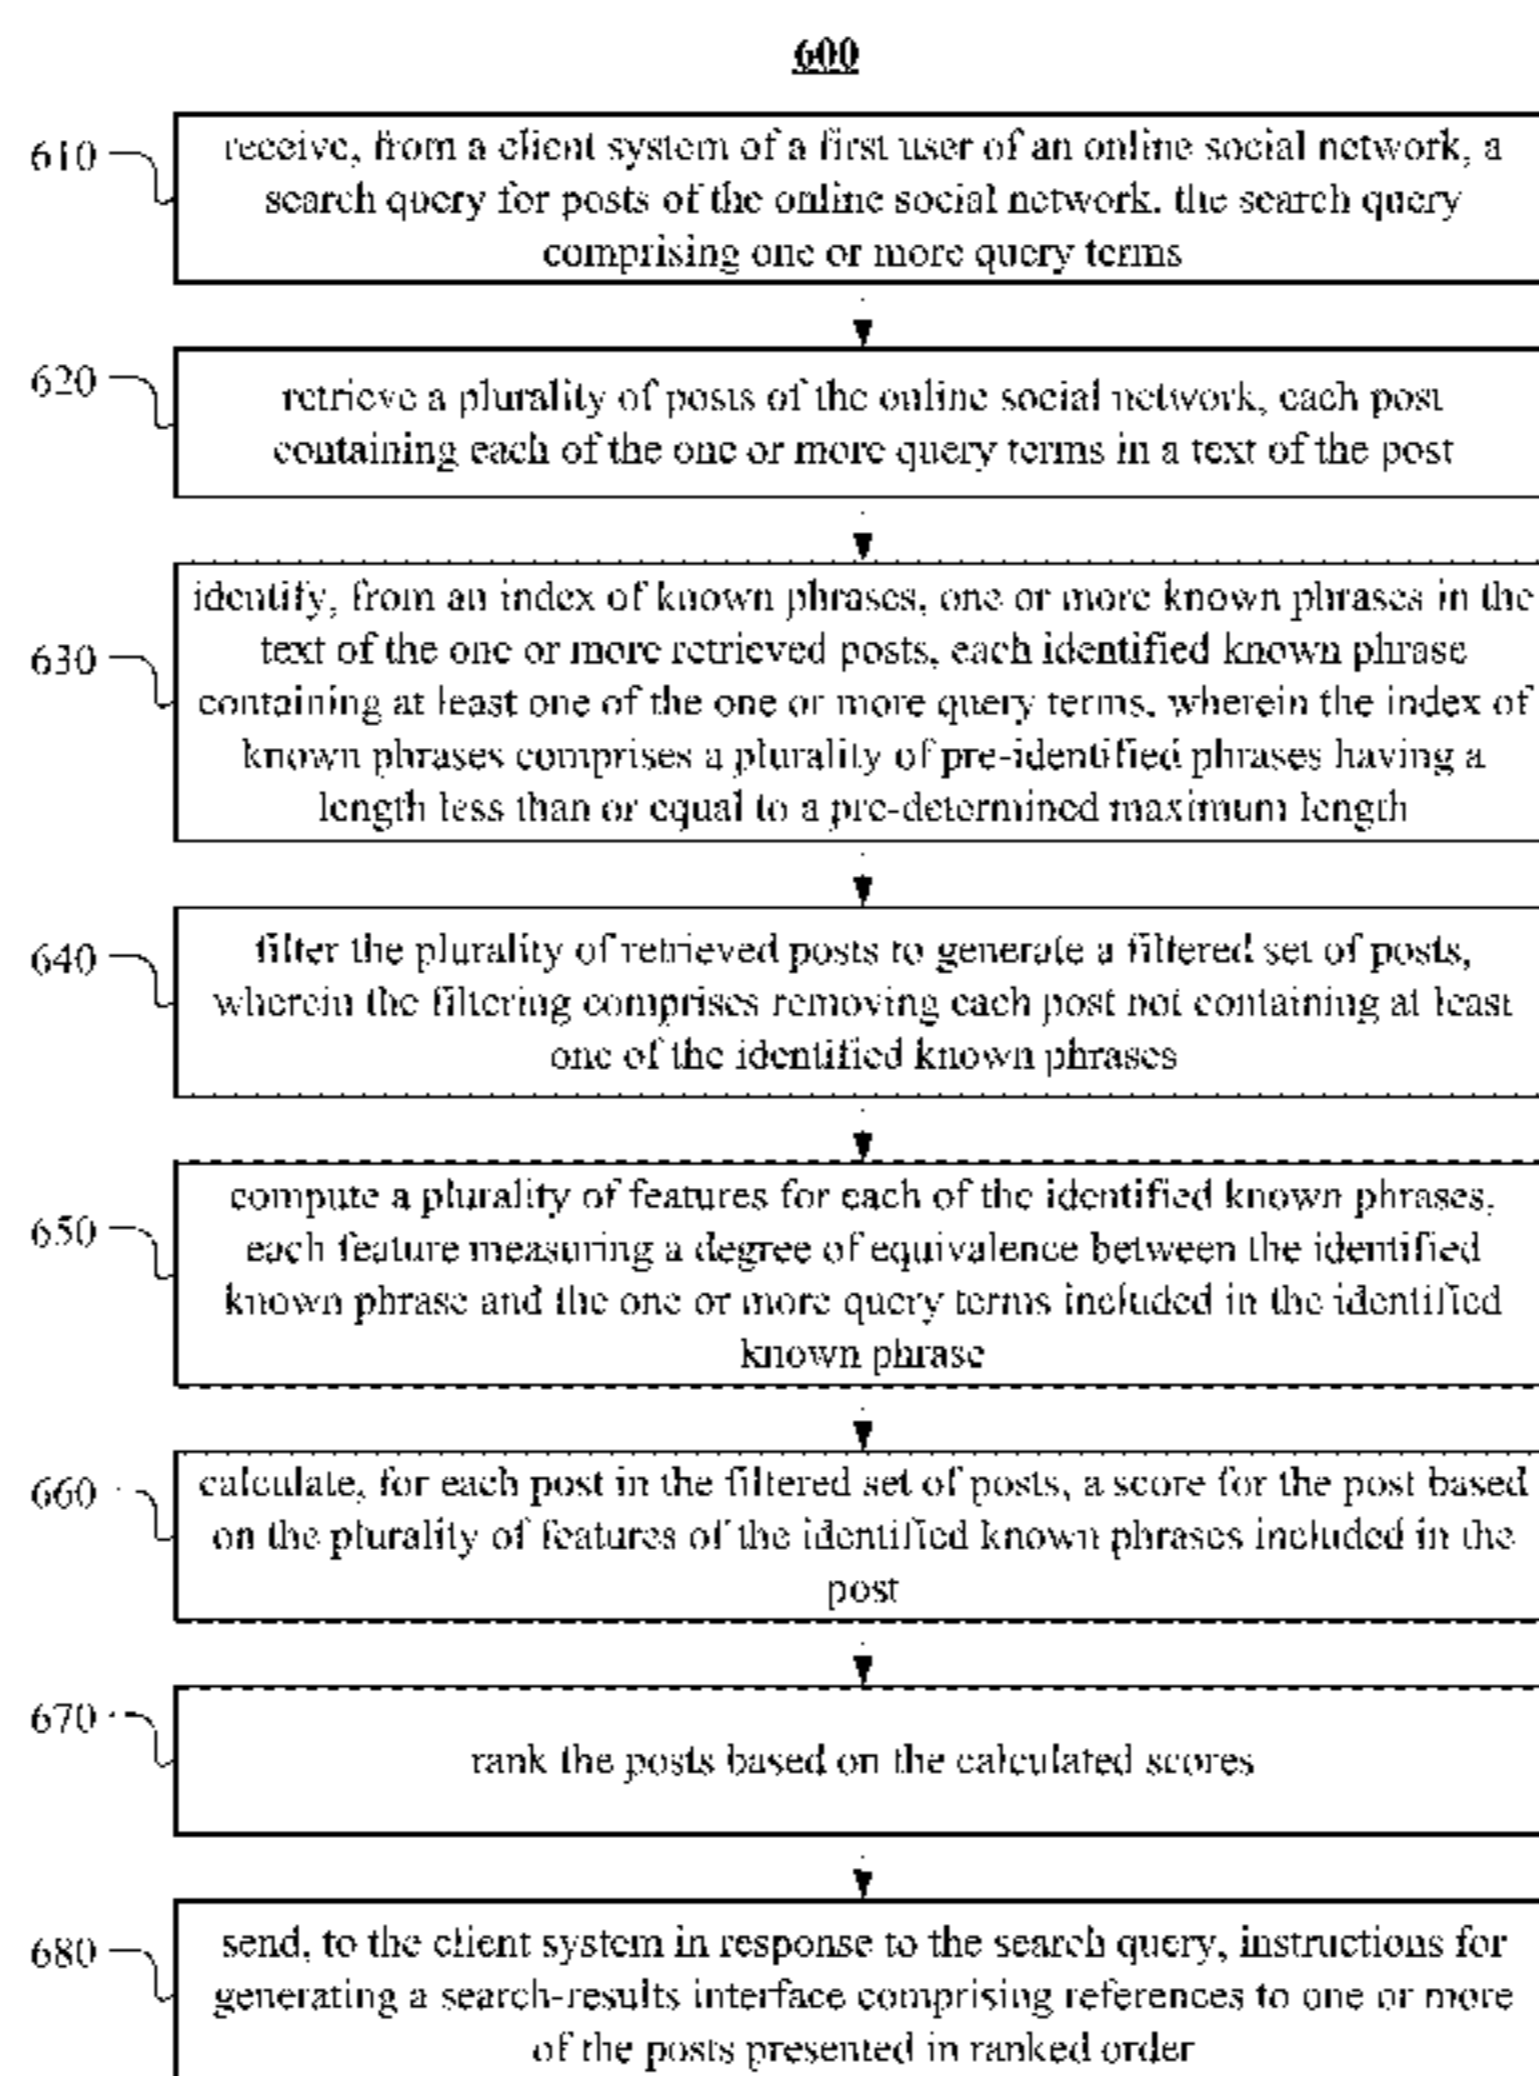 600
610
receive, from a client system of a first user of an online social network, a
search query for posts of the online social network, the search query
comprising one or more query terms
620
retrieve a plurality of posts of the online social network, each post
containing each of the one or more query terms in a text of the post
630
identify, from an index of known phrases, one or more known phrases in the
text of the one or more retrieved posts, each identified known phrase
containing at least one of the one or more query terms, wherein the index of
known phrases comprises a plurality of pre-identified phrases having a
length less than or equal to a pre-determined maximum length
640
filter the plurality of retrieved posts to generate a filtered set of posts,
wherein the filtering comprises removing each post not containing at least
one of the identified known phrases
650
compute a plurality of features for each of the identified known phrases,
each feature measuring a degree of equivalence between the identified
known phrase and the one or more query terms included in the identified
known phrase
660
calculate, for each post in the filtered set of posts, a score for the post based
on the plurality of features of the identified known phrases included in the
post
670
rank the posts based on the calculated scores
680
send, to the client system in response to the search query, instructions for
generating a search-results interface comprising references to one or more
of the posts presented in ranked order